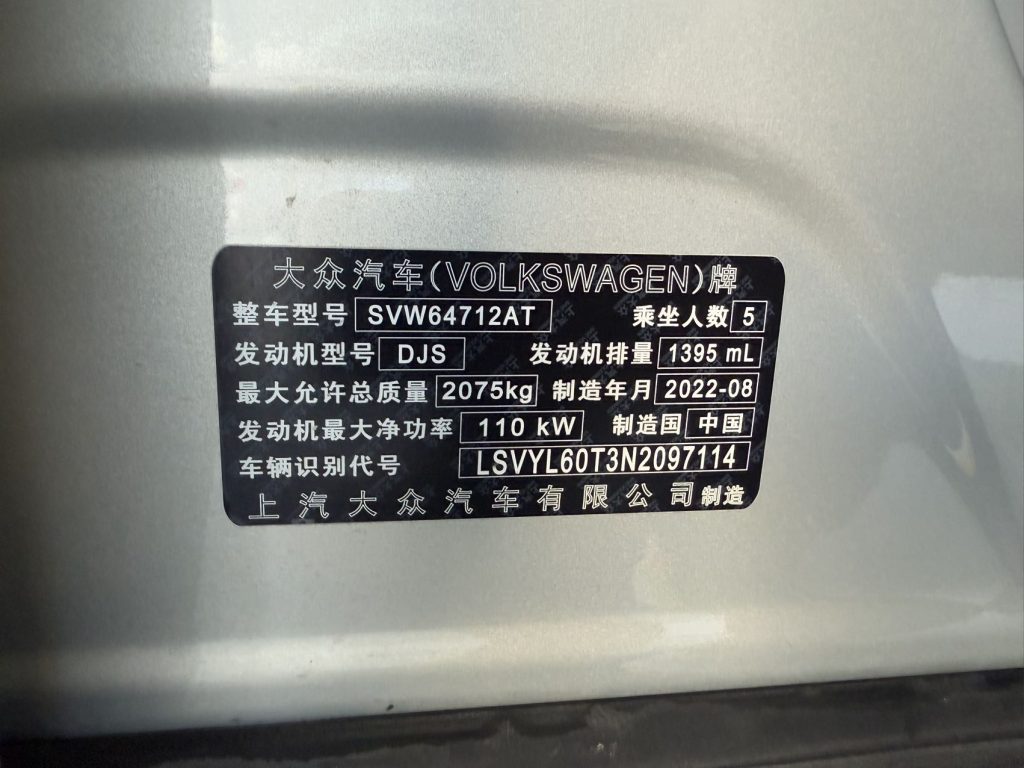 大众汽车(VOLKSWAGEN)牌
整车型号 SVW64712AT 乘坐人数 5
发动机型号 DJS 发动机排量 1395 mL
最大允许总质量 2075kg 制造年月 2022-08
发动机最大净功率 110 kW 制造国 中国
车辆识别代号 LSVYL60T3N2097114
上汽大众汽车有限公司制造